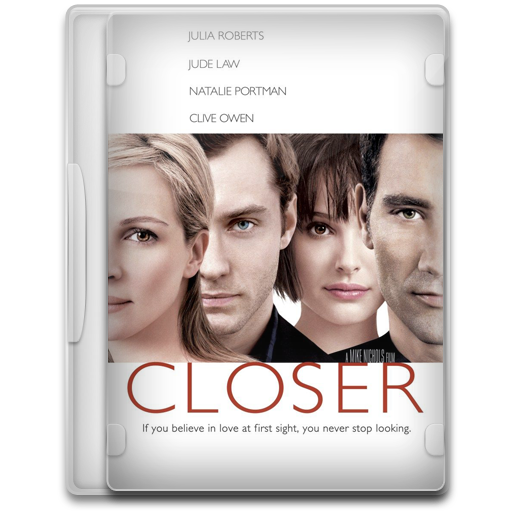 JULIA ROBERTS
JUDE LAW
NATALIE PORTMAN
CLIVE OWEN
A MIKE NICHOLS FILM
CLOSER
If you believe in love at first sight, you never stop looking.